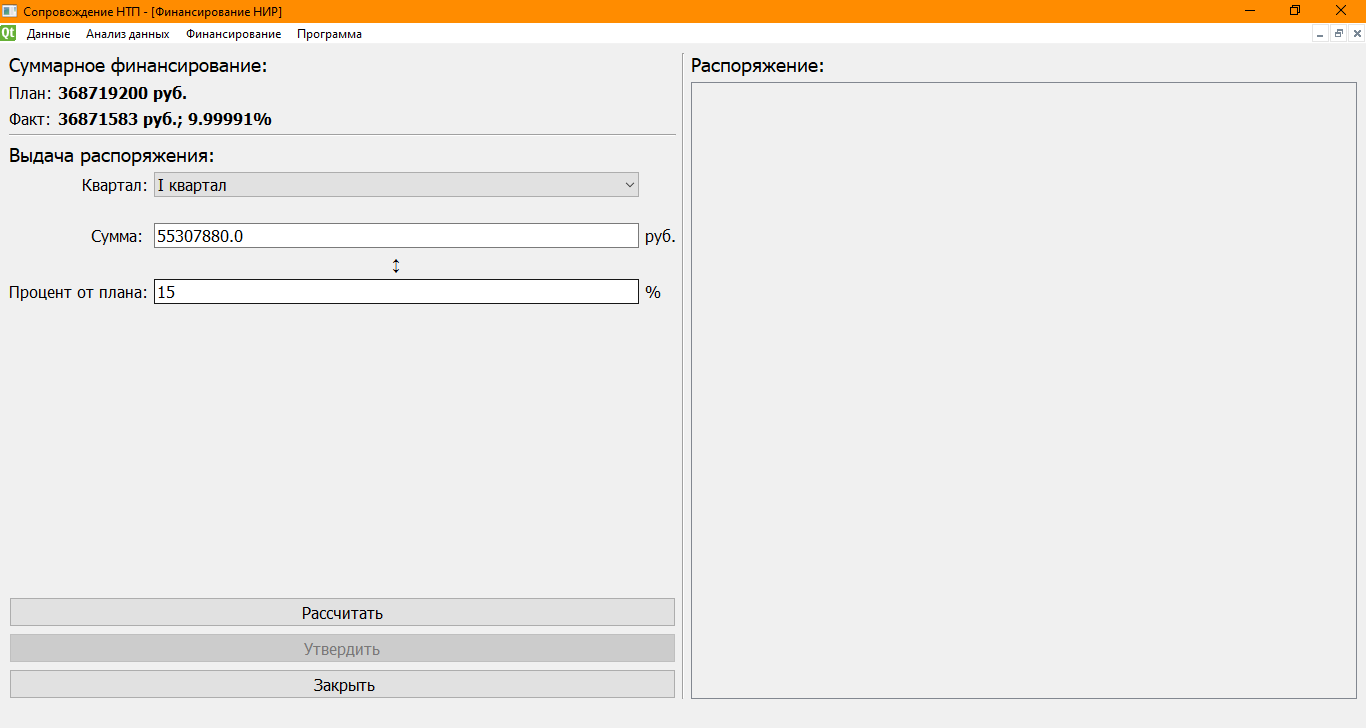 Сопровождение НТП - [Финансирование НИР]
Qt Данные Анализ данных Финансирование Программа
Суммарное финансирование:
План: 368719200 руб.
Факт: 36871583 руб.; 9.99991%
Выдача распоряжения:
Квартал: I квартал
Сумма: 55307880.0 руб.
↕
Процент от плана: 15 %
Рассчитать
Утвердить
Закрыть
Распоряжение: